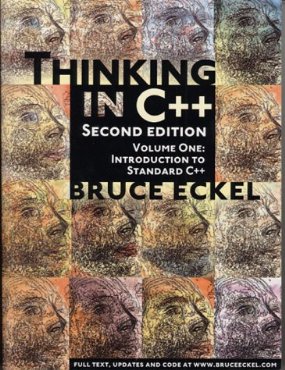 THINKING
IN C++
SECOND EDITION
VOLUME ONE:
INTRODUCTION TO
STANDARD C++
BRUCE ECKEL
FULL TEXT, UPDATES AND CODE AT WWW.BRUCEECKEL.COM